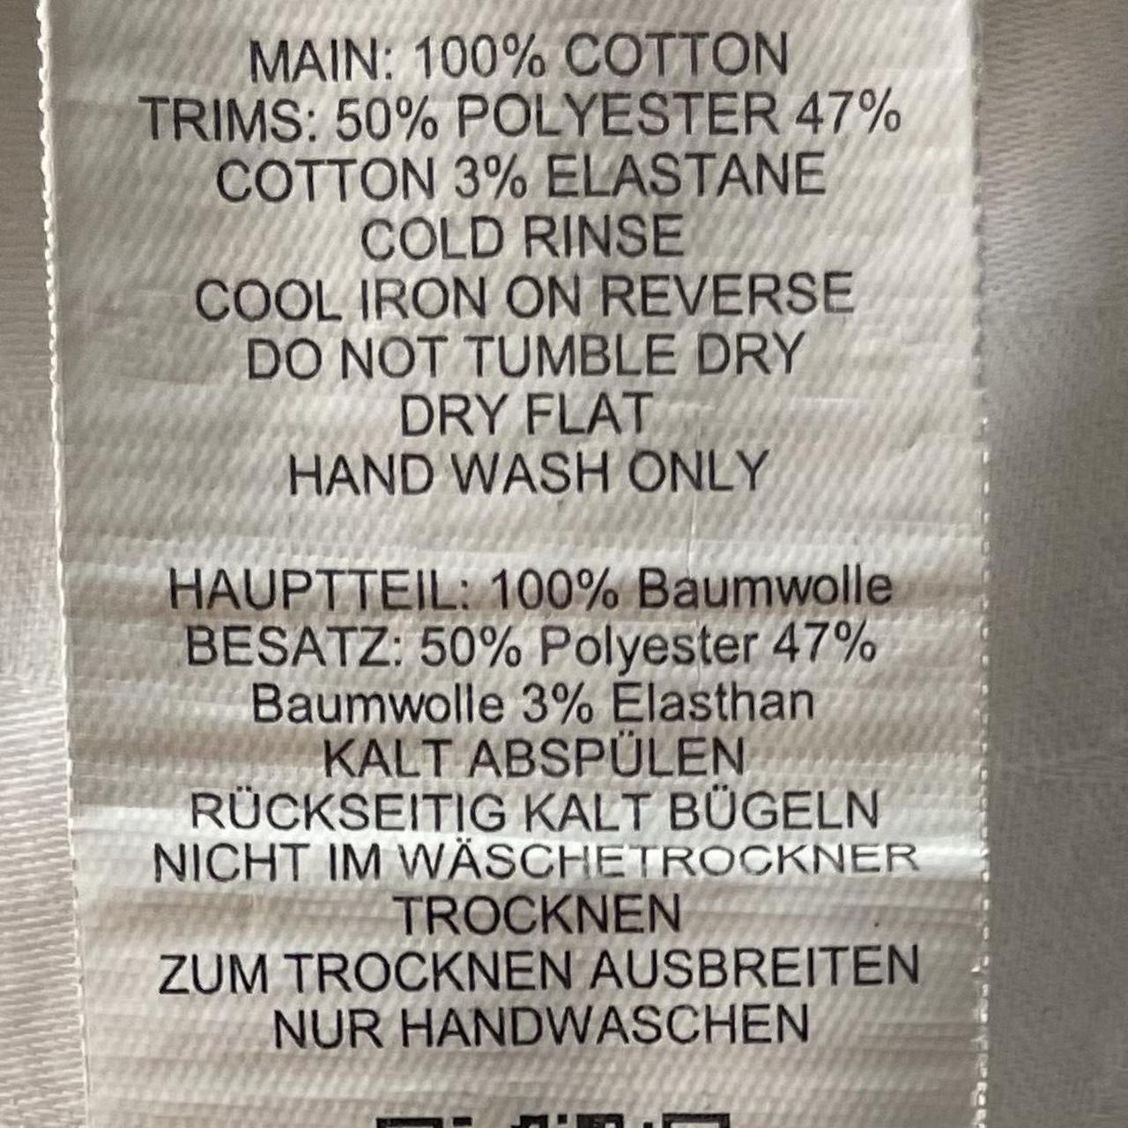 MAIN: 100% COTTON
TRIMS: 50% POLYESTER 47%
COTTON 3% ELASTANE
COLD RINSE
COOL IRON ON REVERSE
DO NOT TUMBLE DRY
DRY FLAT
HAND WASH ONLY
HAUPTTEIL: 100% Baumwolle
BESATZ: 50% Polyester 47%
Baumwolle 3% Elasthan
KALT ABSPÜLEN
RÜCKSEITIG KALT BÜGELN
NICHT IM WÄSCHETROCKNER
TROCKNEN
ZUM TROCKNEN AUSBREITEN
NUR HANDWASCHEN